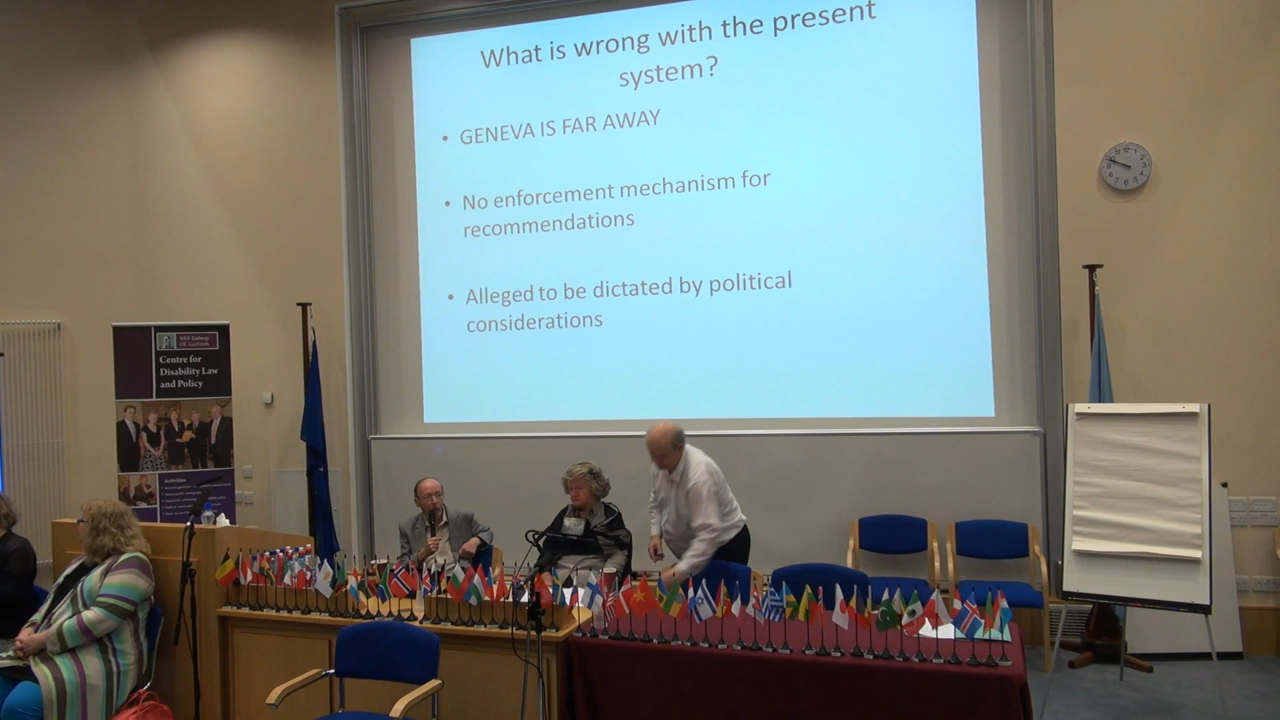 What is wrong with the present
system?
• GENEVA IS FAR AWAY
• No enforcement mechanism for
recommendations
• Alleged to be dictated by political
considerations
NUI Galway
OÉ Gaillimh
Centre for
Disability Law
and Policy
Activities